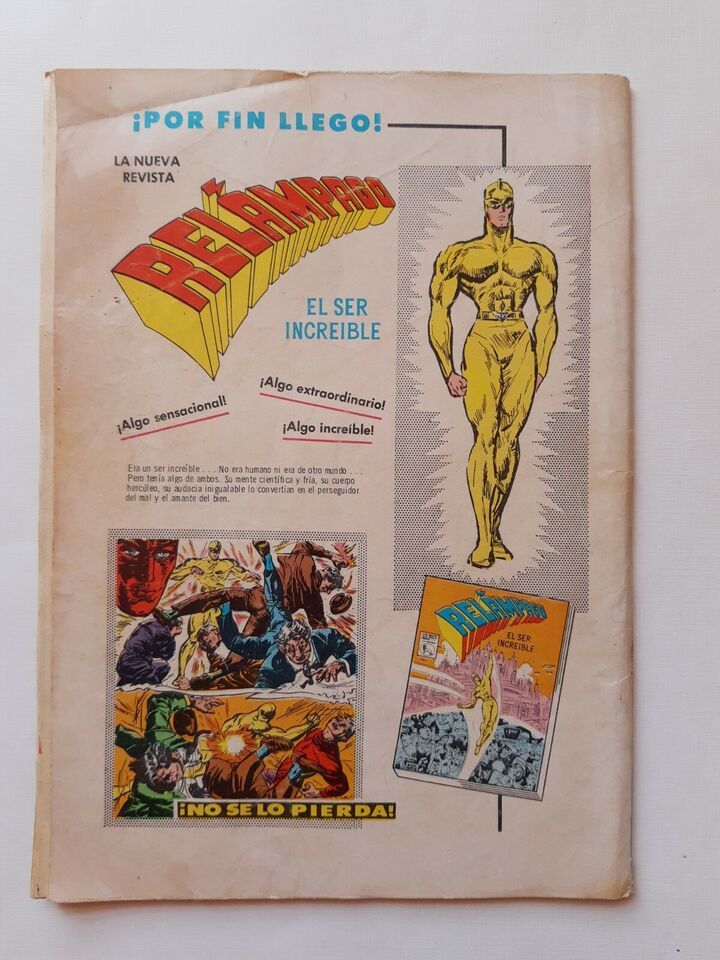 ¡POR FIN LLEGO!
LA NUEVA
REVISTA
RELAMPAGO
EL SER
INCREIBLE
¡Algo sensacional!
¡Algo extraordinario!
¡Algo increíble!
Era un ser increíble . . . No era humano ni era de otro mundo . . .
Pero tenía algo de ambos. Su mente científica y fría, su cuerpo
hercúleo, su audacia inigualable lo convertían en el perseguidor
del mal y el amante del bien.
RELAMPAGO
EL SER
INCREIBLE
¡NO SE LO PIERDA!